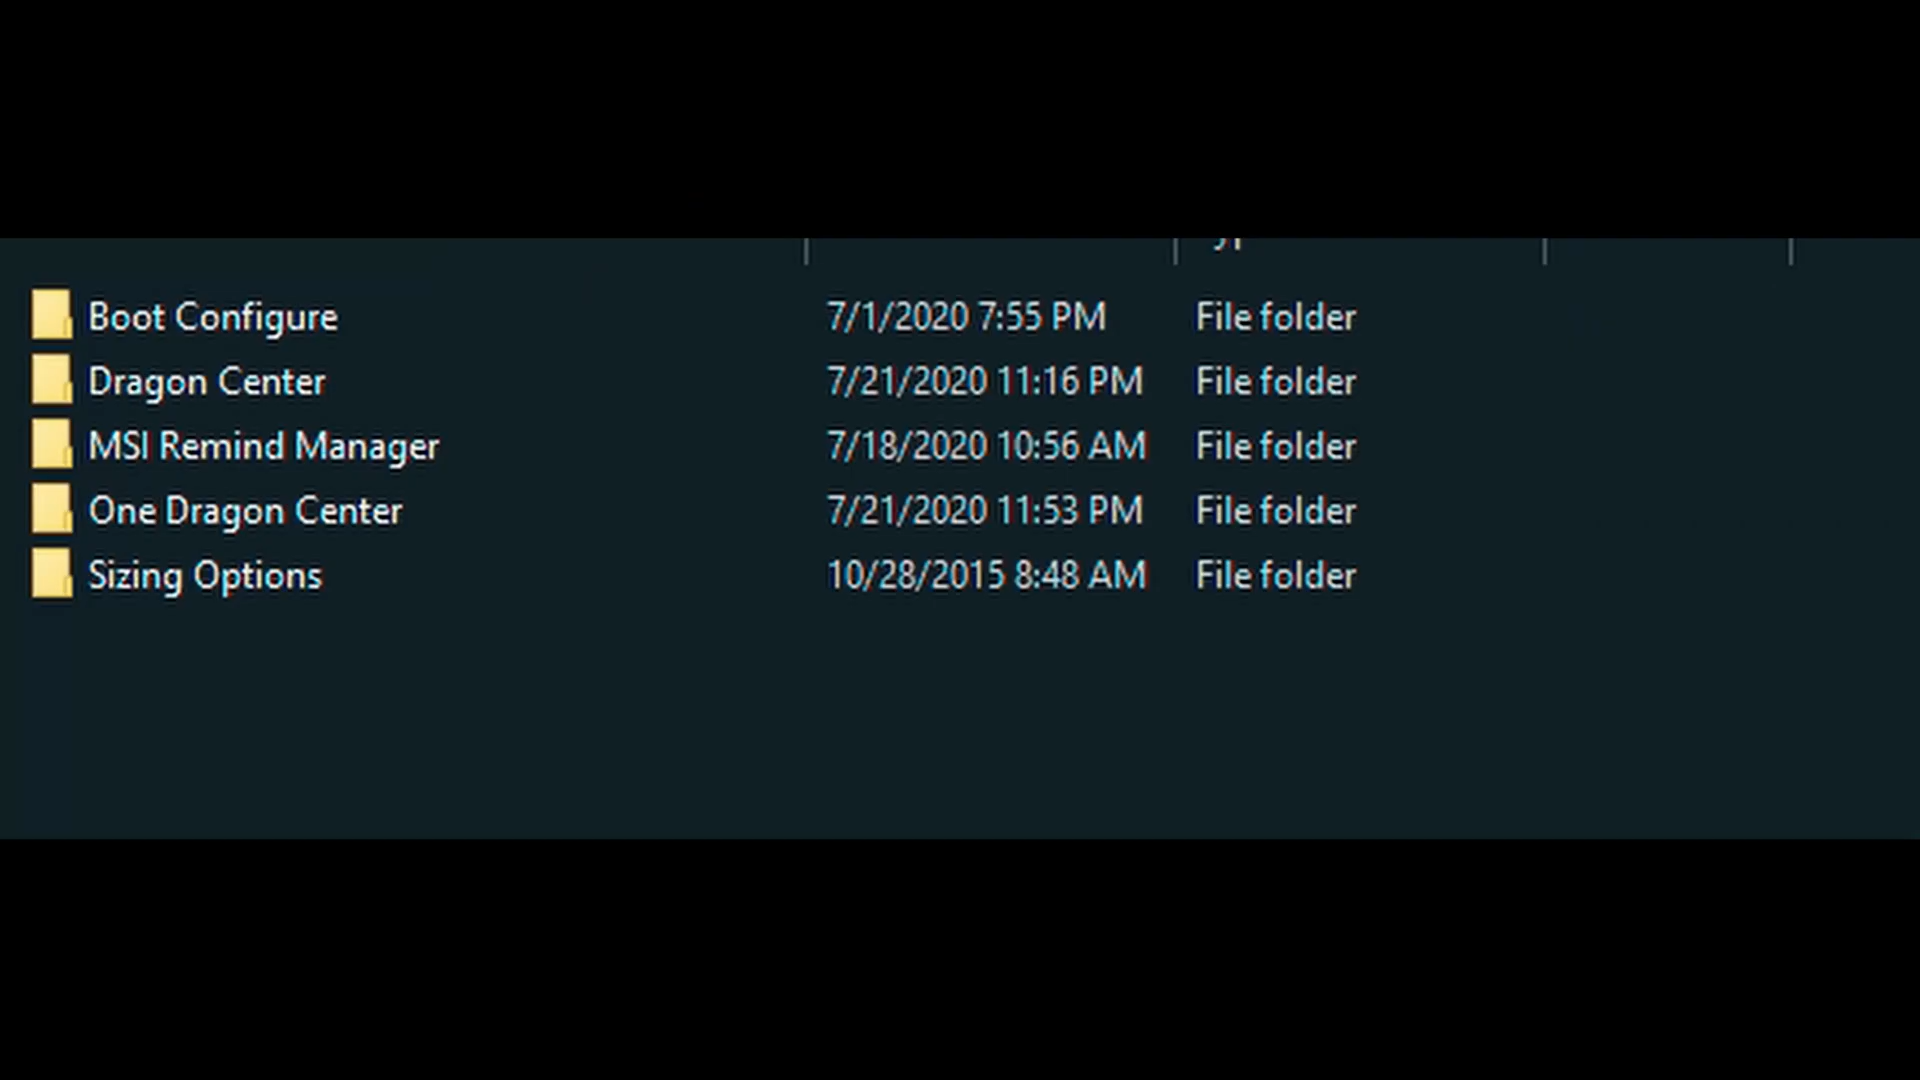 Boot Configure 7/1/2020 7:55 PM File folder
Dragon Center 7/21/2020 11:16 PM File folder
MSI Remind Manager 7/18/2020 10:56 AM File folder
One Dragon Center 7/21/2020 11:53 PM File folder
Sizing Options 10/28/2015 8:48 AM File folder